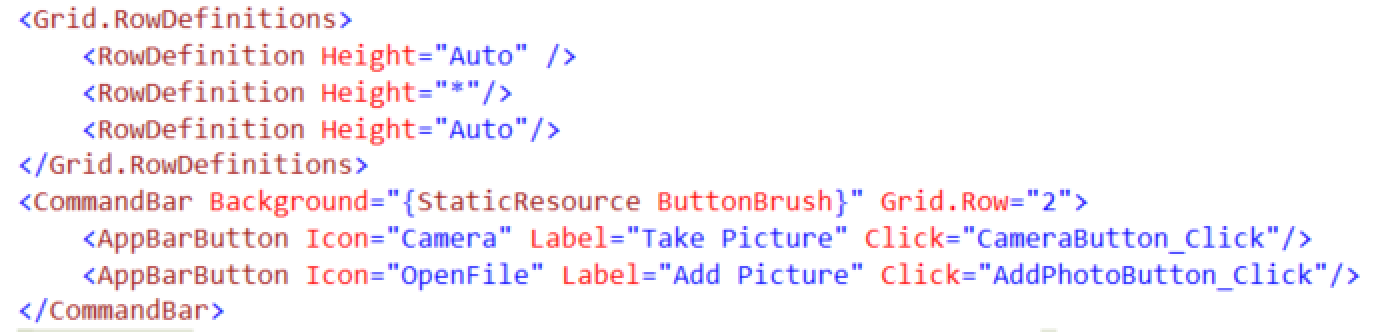 <Grid.RowDefinitions>
    <RowDefinition Height="Auto" />
    <RowDefinition Height="*"/>
    <RowDefinition Height="Auto"/>
</Grid.RowDefinitions>
<CommandBar Background="{StaticResource ButtonBrush}" Grid.Row="2">
    <AppBarButton Icon="Camera" Label="Take Picture" Click="CameraButton_Click"/>
    <AppBarButton Icon="OpenFile" Label="Add Picture" Click="AddPhotoButton_Click"/>
</CommandBar>